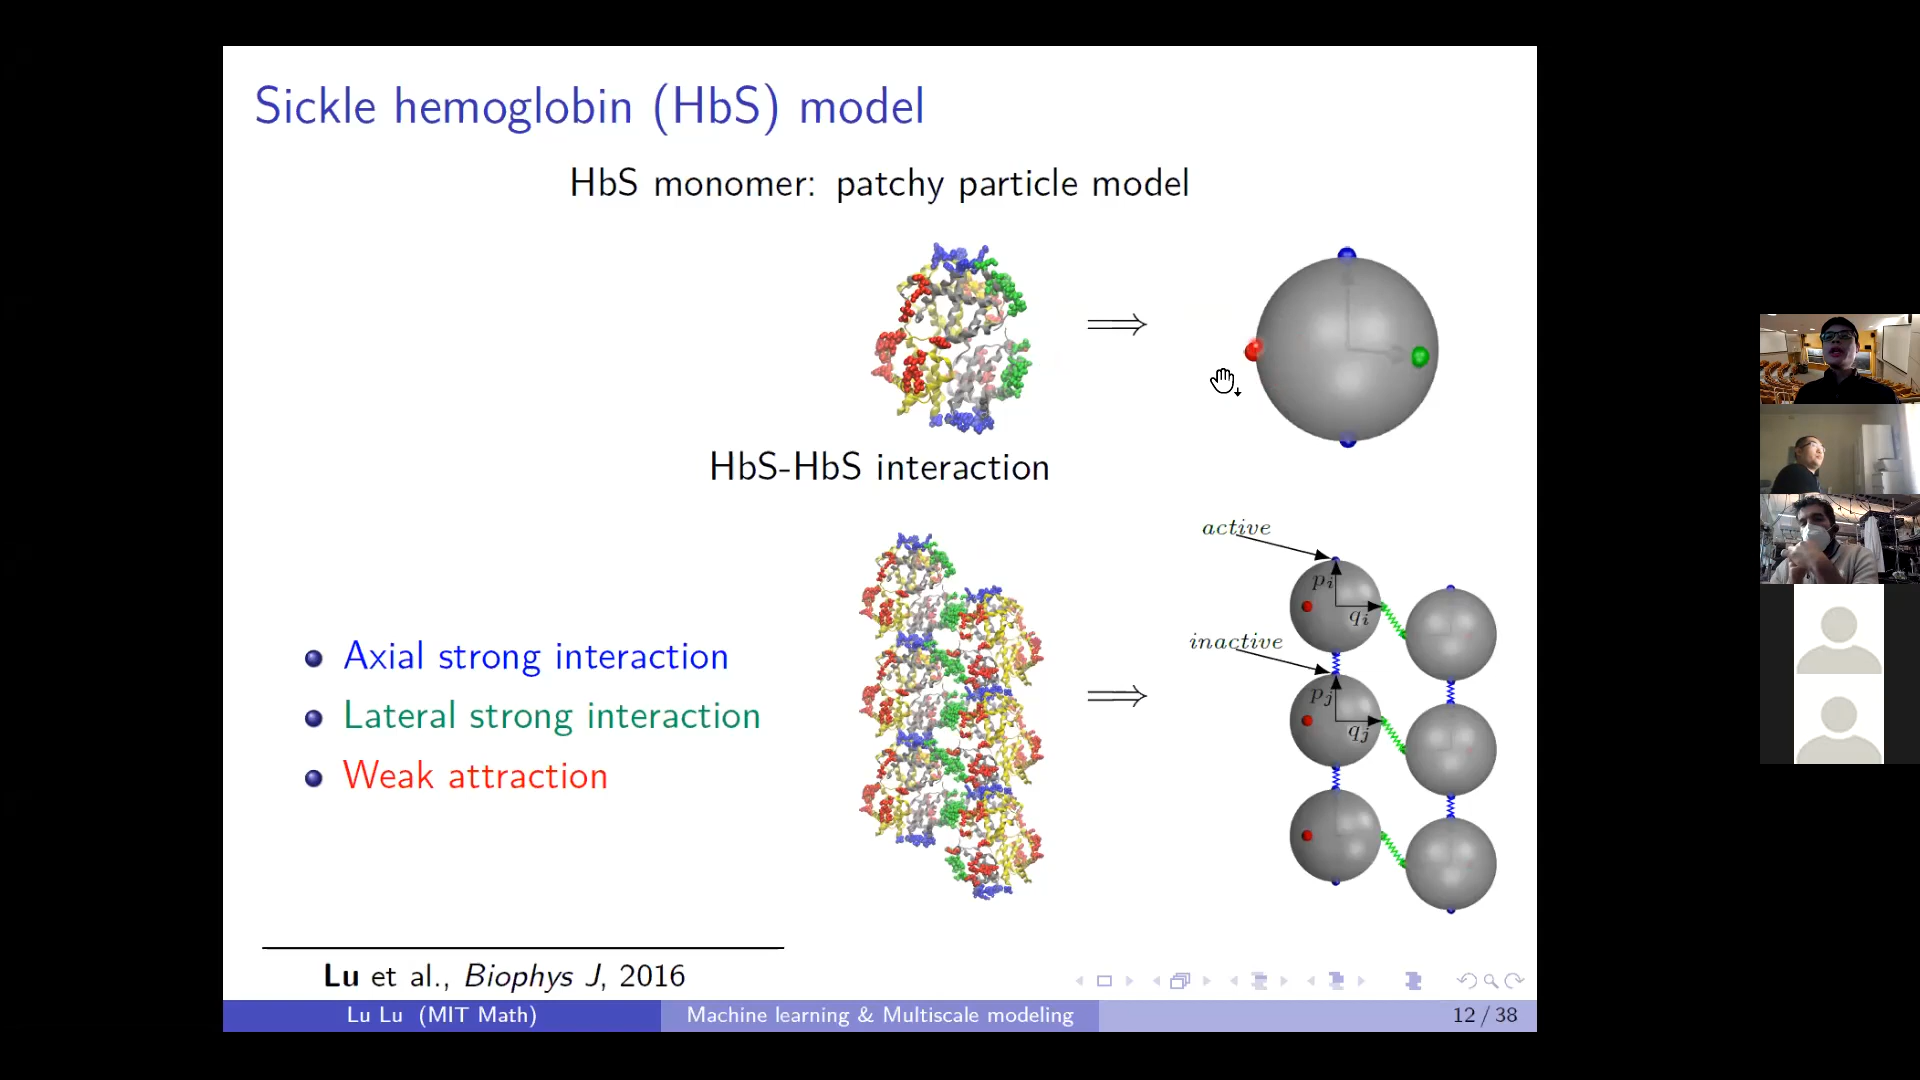 Sickle hemoglobin (HbS) model
HbS monomer: patchy particle model
HbS-HbS interaction
active
p_i
q_i
inactive
p_j
q_j
Axial strong interaction
Lateral strong interaction
Weak attraction
Lu et al., Biophys J, 2016
Lu Lu (MIT Math)
Machine learning & Multiscale modeling
12 / 38